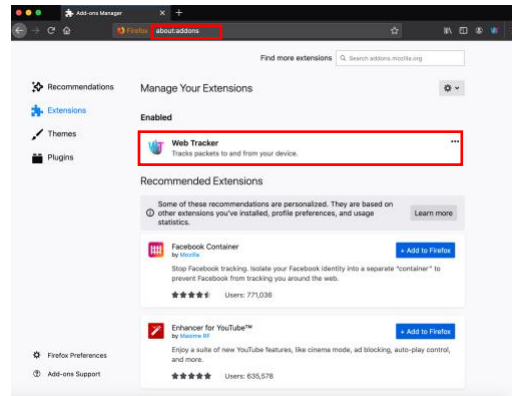 Add-ons Manager
Firefox about:addons
Find more extensions Search addons.mozilla.org
Recommendations
Manage Your Extensions
Extensions
Enabled
Themes
Web Tracker
Tracks packets to and from your device.
Plugins
Recommended Extensions
Some of these recommendations are personalized. They are based on
other extensions you've installed, profile preferences, and usage
statistics.
Learn more
Facebook Container
by Mozilla
+ Add to Firefox
Stop Facebook tracking. Isolate your Facebook identity into a separate "container" to
prevent Facebook from tracking you around the web.
Users: 771,036
Enhancer for YouTube™
by Maxime RF
+ Add to Firefox
Enjoy a suite of new YouTube features, like cinema mode, ad blocking, auto-play control,
and more.
Users: 635,578
Firefox Preferences
Add-ons Support